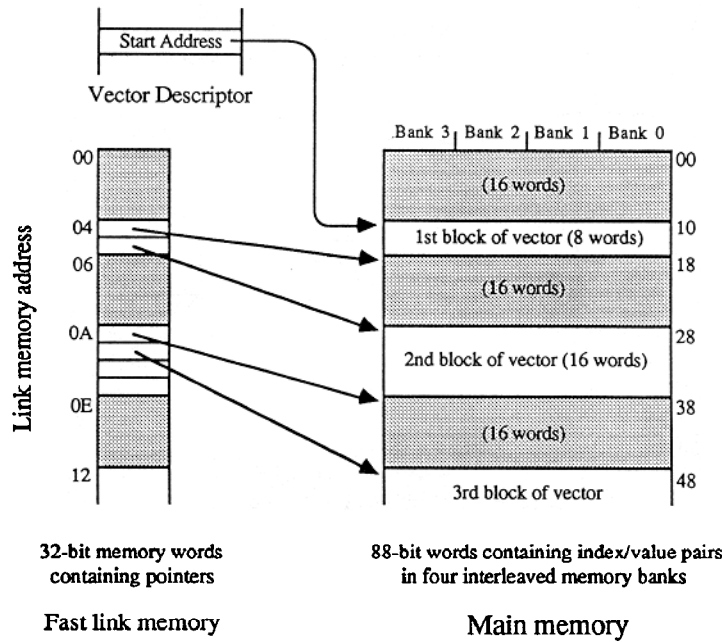 Start Address
Vector Descriptor
Bank 3 Bank 2 Bank 1 Bank 0
00
00
(16 words)
04
10
1st block of vector (8 words)
06
18
(16 words)
0A
28
2nd block of vector (16 words)
0E
38
(16 words)
12
48
3rd block of vector
Link memory address
32-bit memory words
containing pointers
Fast link memory
88-bit words containing index/value pairs
in four interleaved memory banks
Main memory